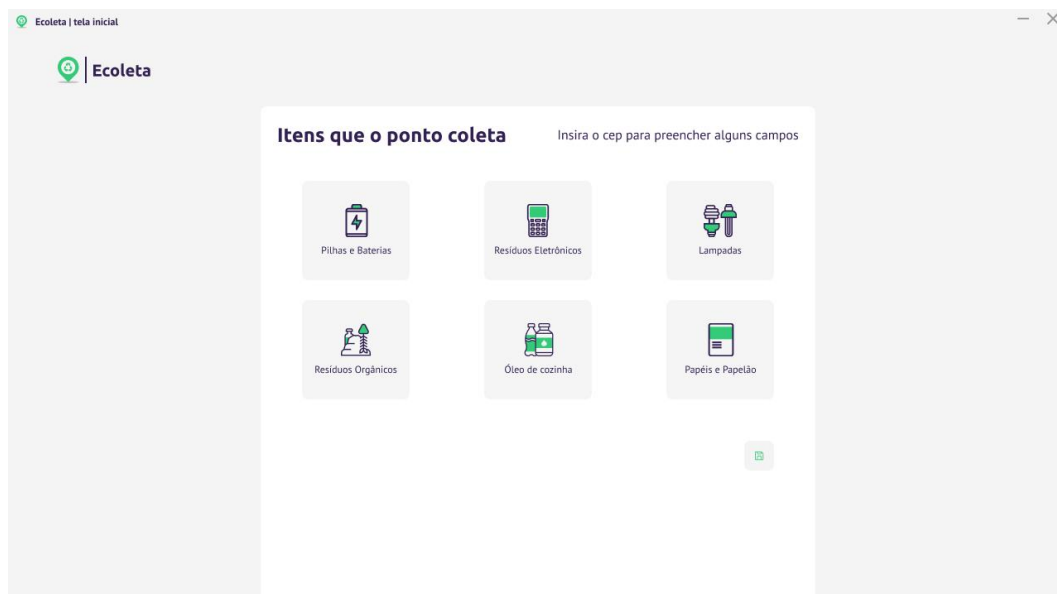 Ecoleta | tela inicial
Ecoleta
Itens que o ponto coleta
Insira o cep para preencher alguns campos
Pilhas e Baterias
Resíduos Eletrônicos
Lampadas
Resíduos Orgânicos
Óleo de cozinha
Papéis e Papelão